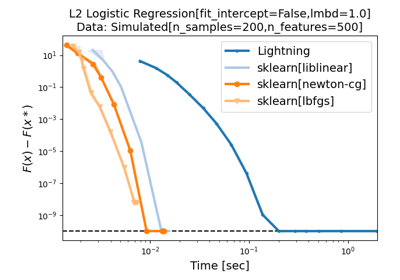 L2 Logistic Regression[fit_intercept=False,lmbd=1.0]
Data: Simulated[n_samples=200,n_features=500]
Lightning
sklearn[liblinear]
sklearn[newton-cg]
sklearn[lbfgs]
F(x) − F(x*)
10¹
10⁻¹
10⁻³
10⁻⁵
10⁻⁷
10⁻⁹
10⁻² 10⁻¹ 10⁰
Time [sec]